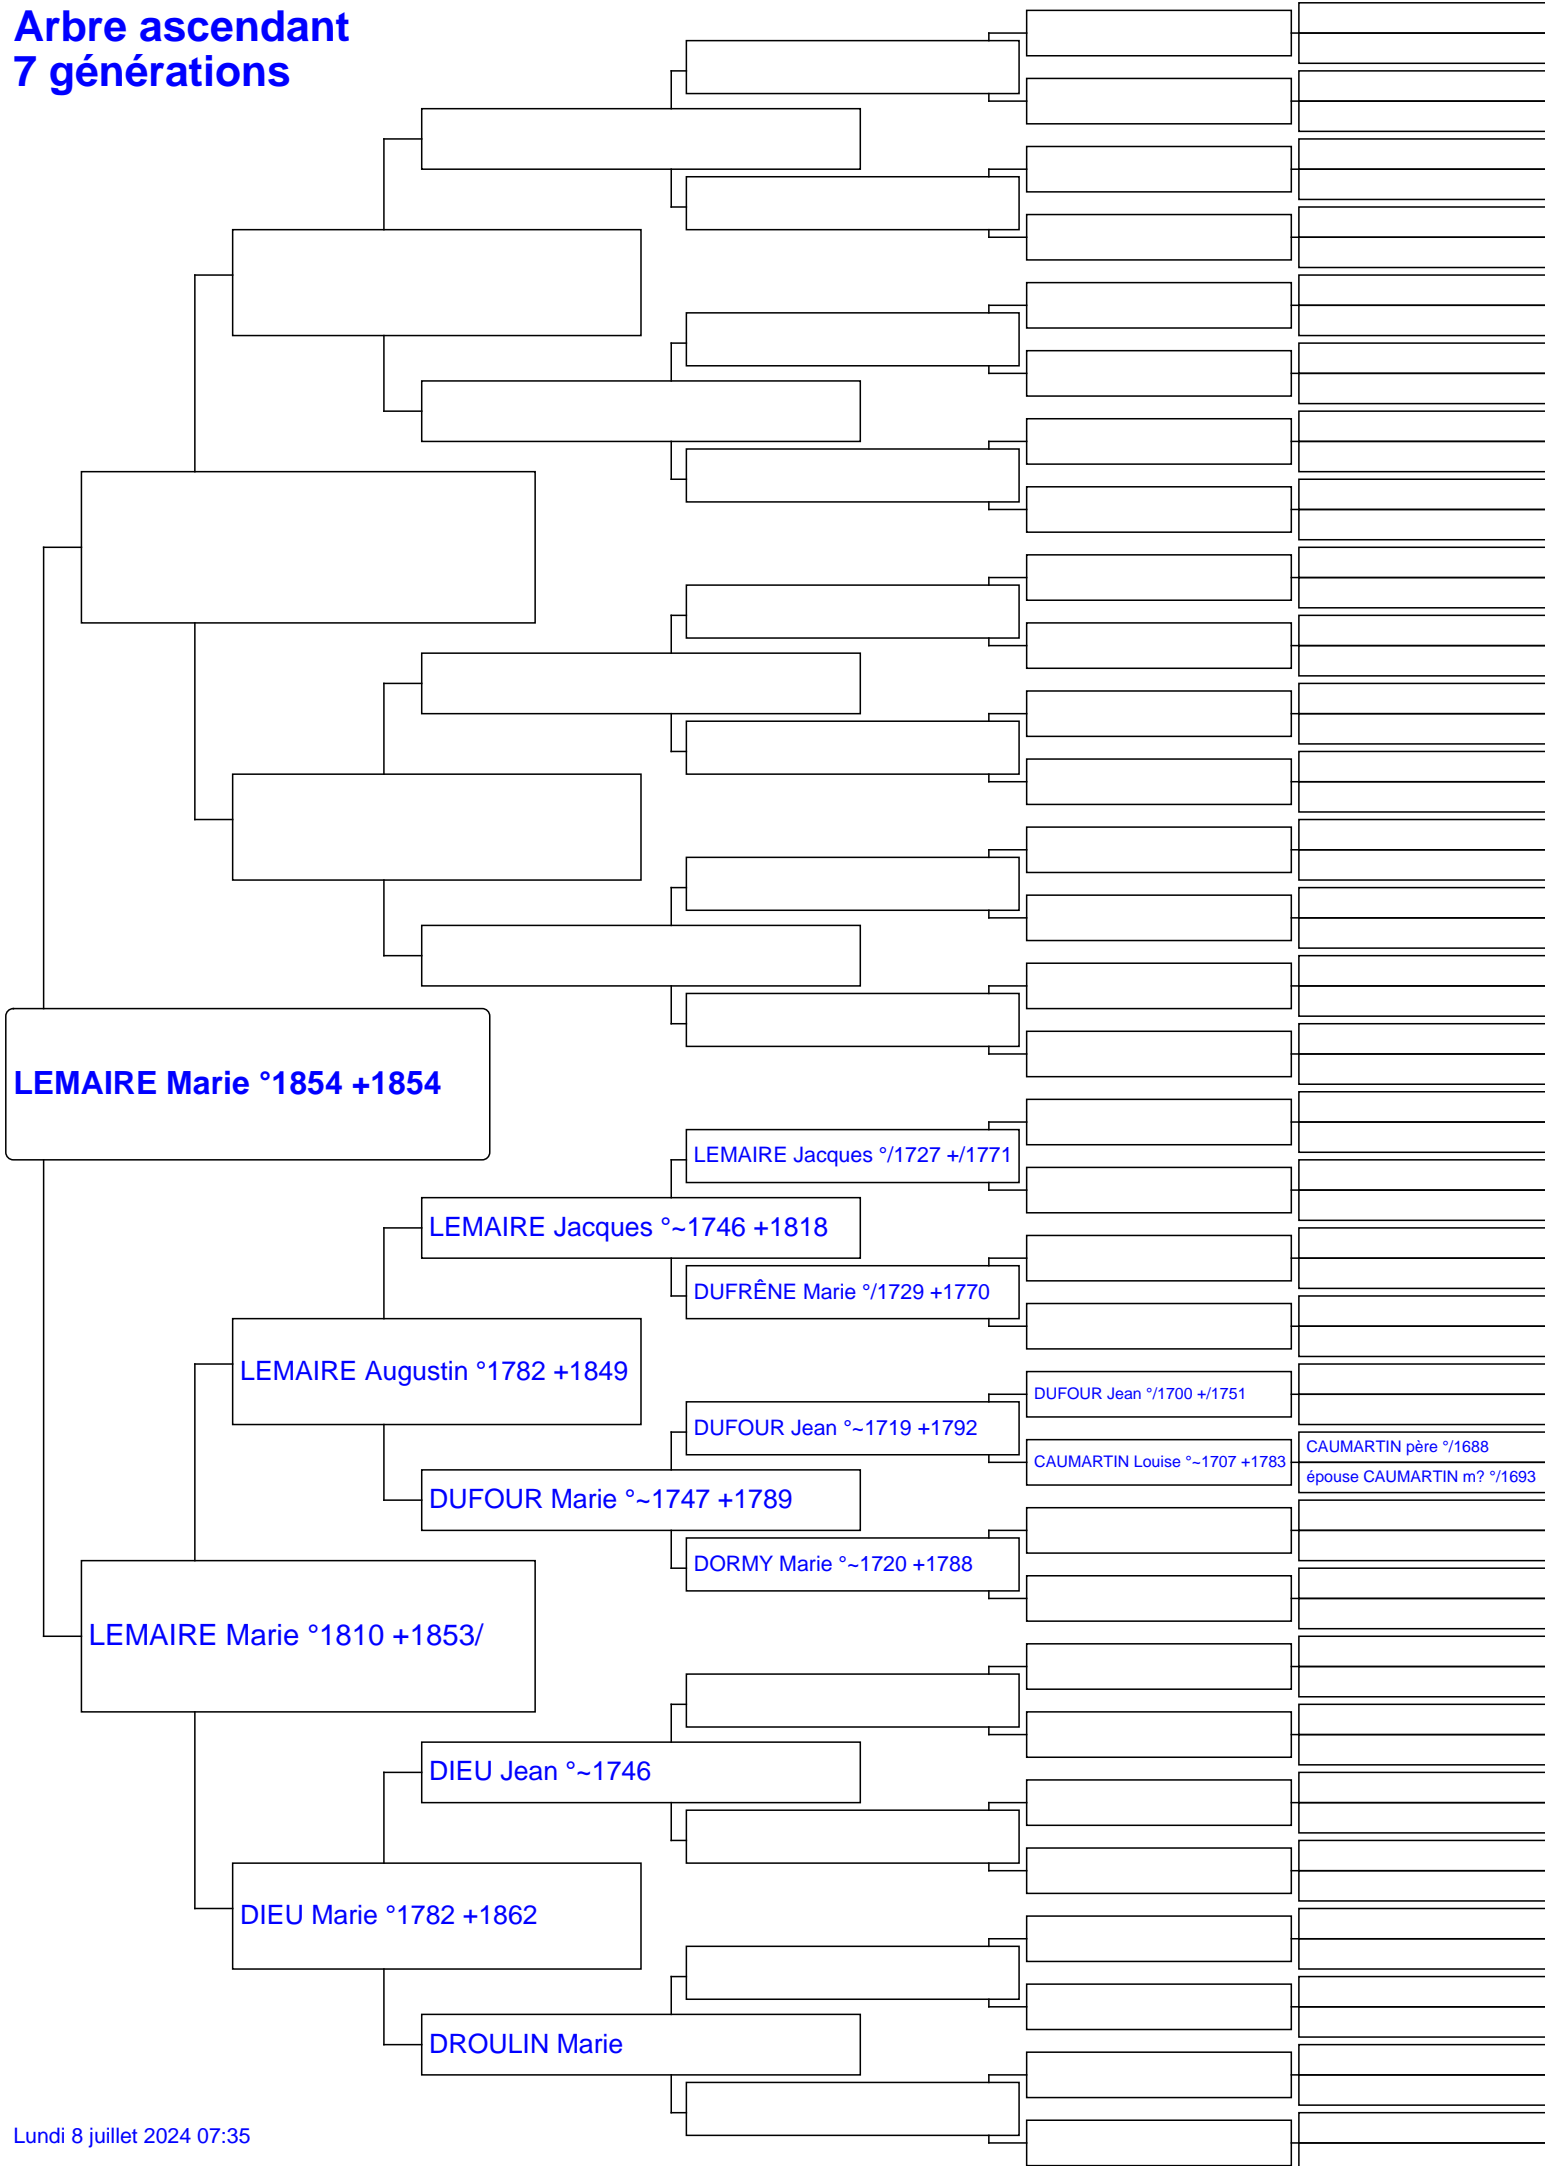 Arbre ascendant
7 générations
LEMAIRE Marie °1854 +1854
LEMAIRE Jacques °/1727 +/1771
LEMAIRE Jacques °~1746 +1818
DUFRÊNE Marie °/1729 +1770
LEMAIRE Augustin °1782 +1849
DUFOUR Jean °/1700 +/1751
DUFOUR Jean °~1719 +1792
CAUMARTIN père °/1688
CAUMARTIN Louise °~1707 +1783
épouse CAUMARTIN m? °/1693
DUFOUR Marie °~1747 +1789
DORMY Marie °~1720 +1788
LEMAIRE Marie °1810 +1853/
DIEU Jean °~1746
DIEU Marie °1782 +1862
DROULIN Marie
Lundi 8 juillet 2024 07:35